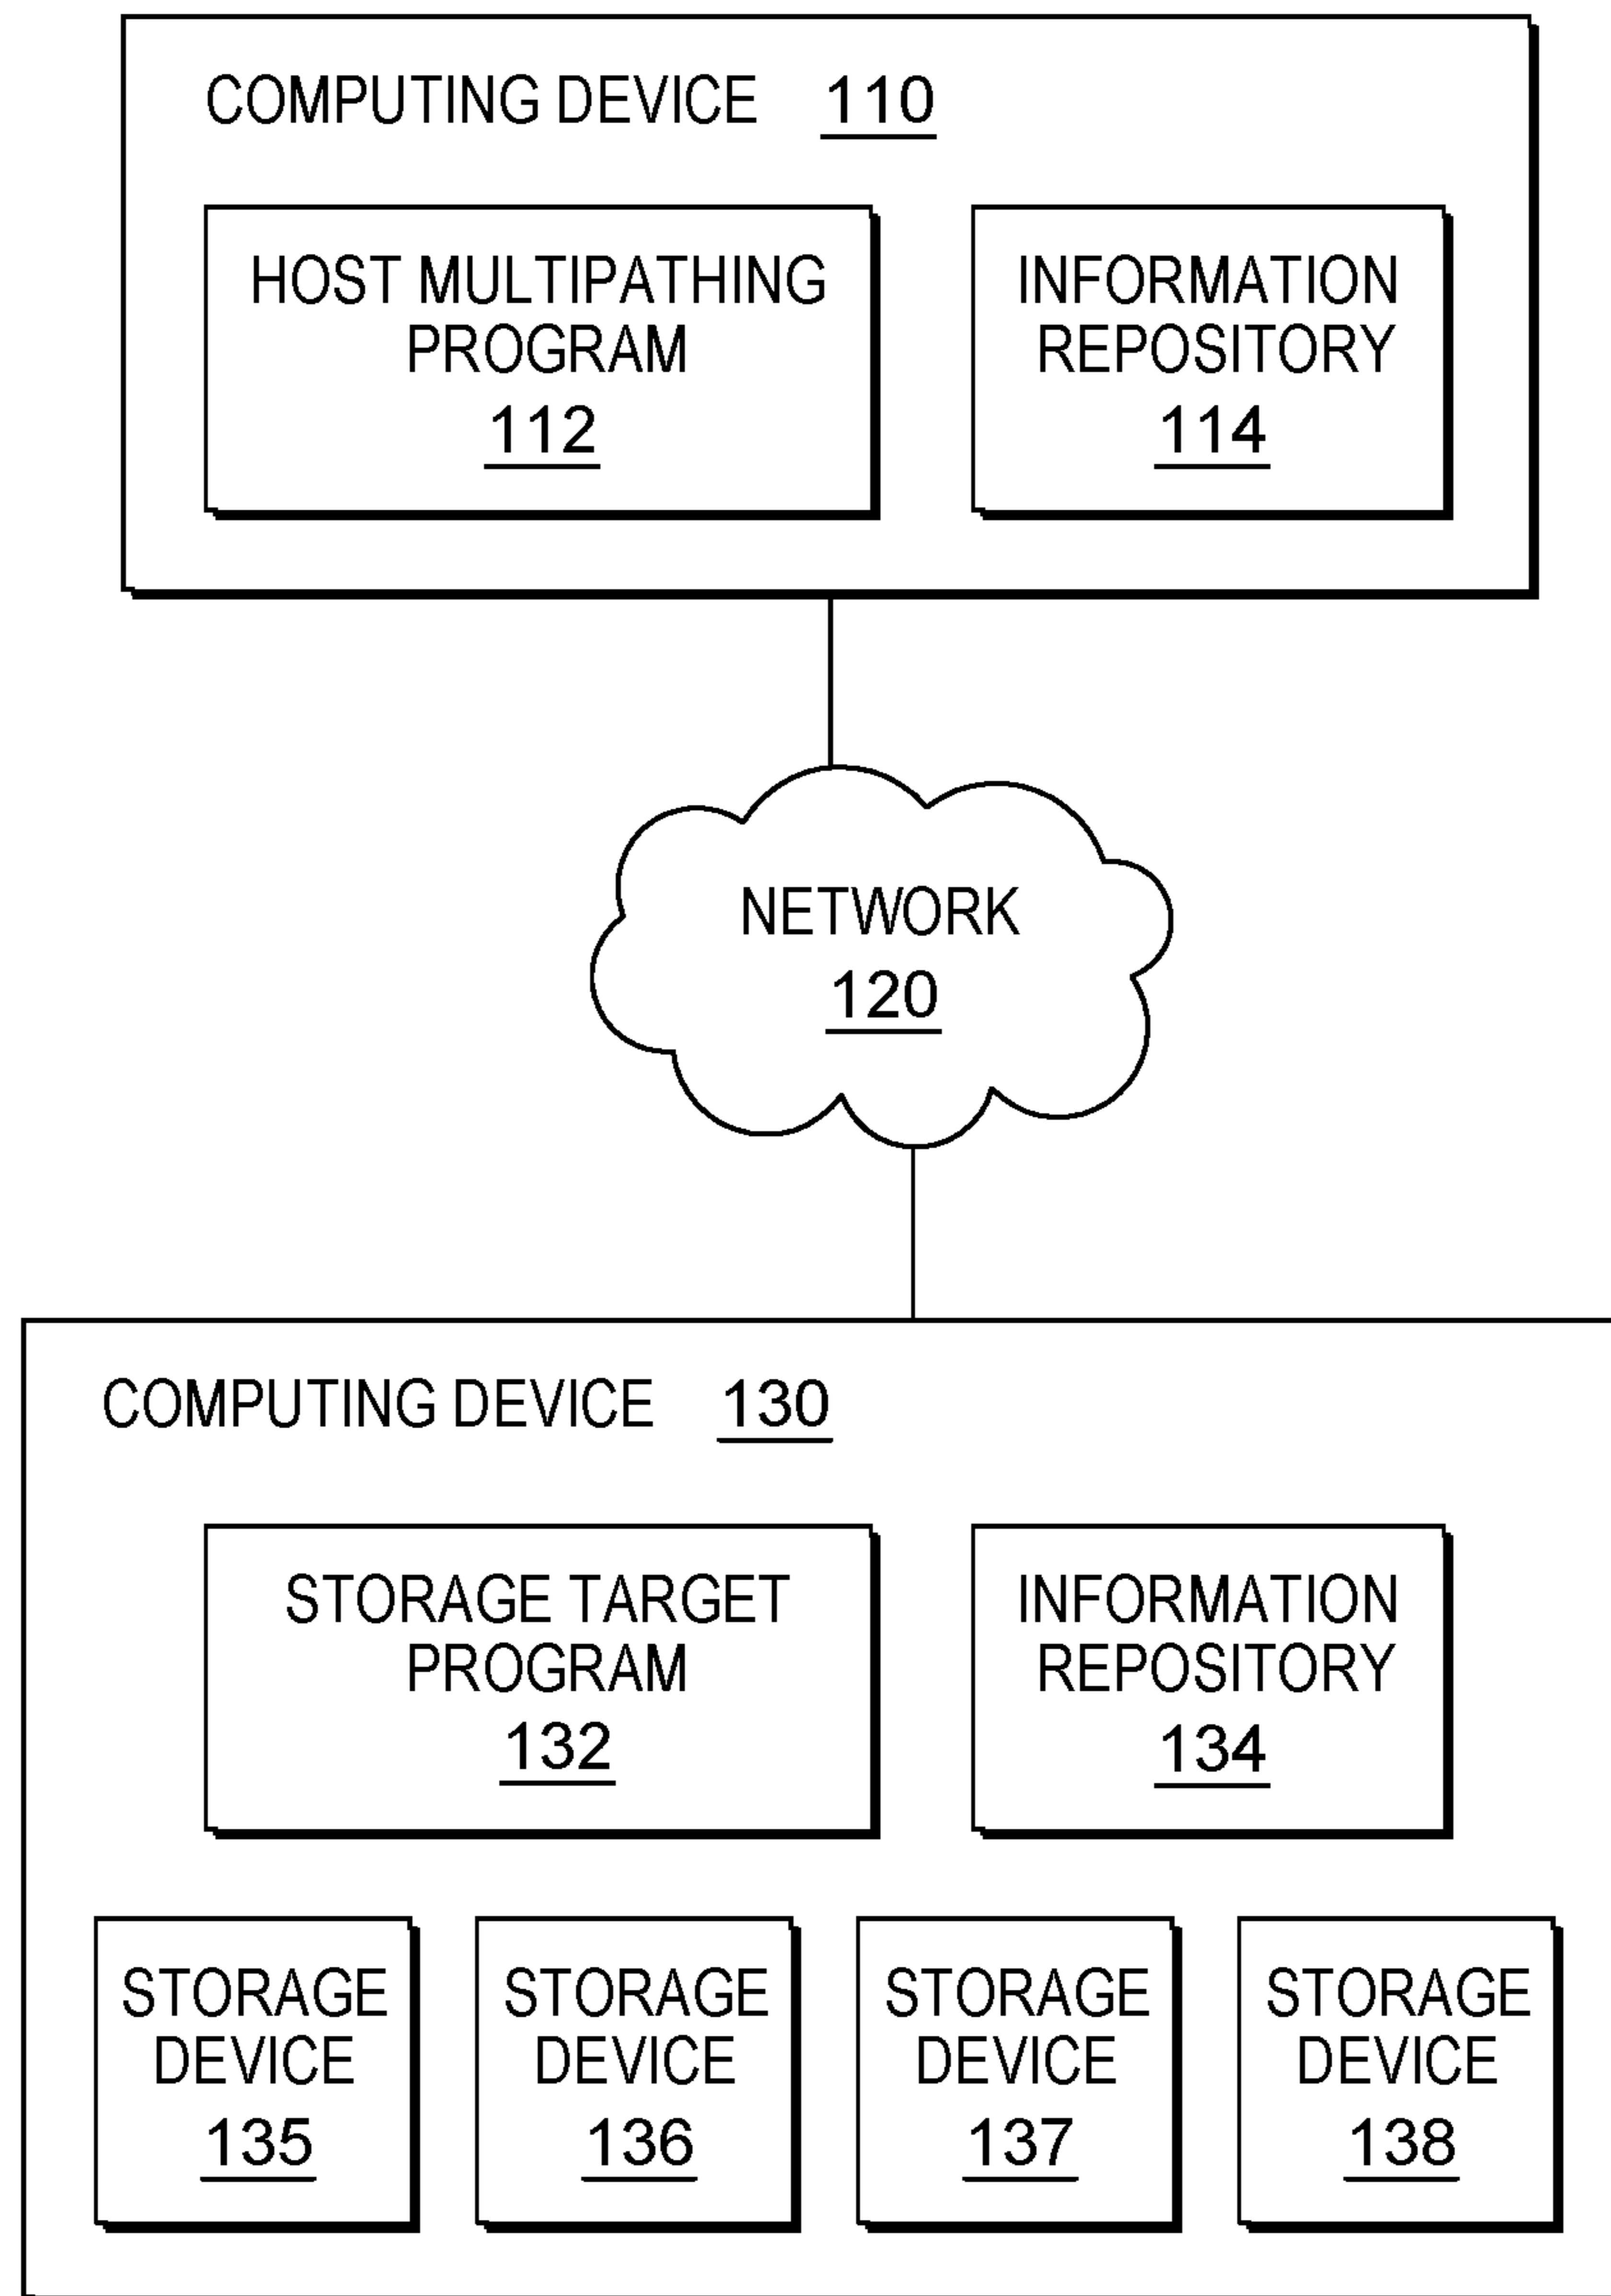 COMPUTING DEVICE 110
HOST MULTIPATHING
PROGRAM
112
INFORMATION
REPOSITORY
114
NETWORK
120
COMPUTING DEVICE 130
STORAGE TARGET
PROGRAM
132
INFORMATION
REPOSITORY
134
STORAGE
DEVICE
135
STORAGE
DEVICE
136
STORAGE
DEVICE
137
STORAGE
DEVICE
138